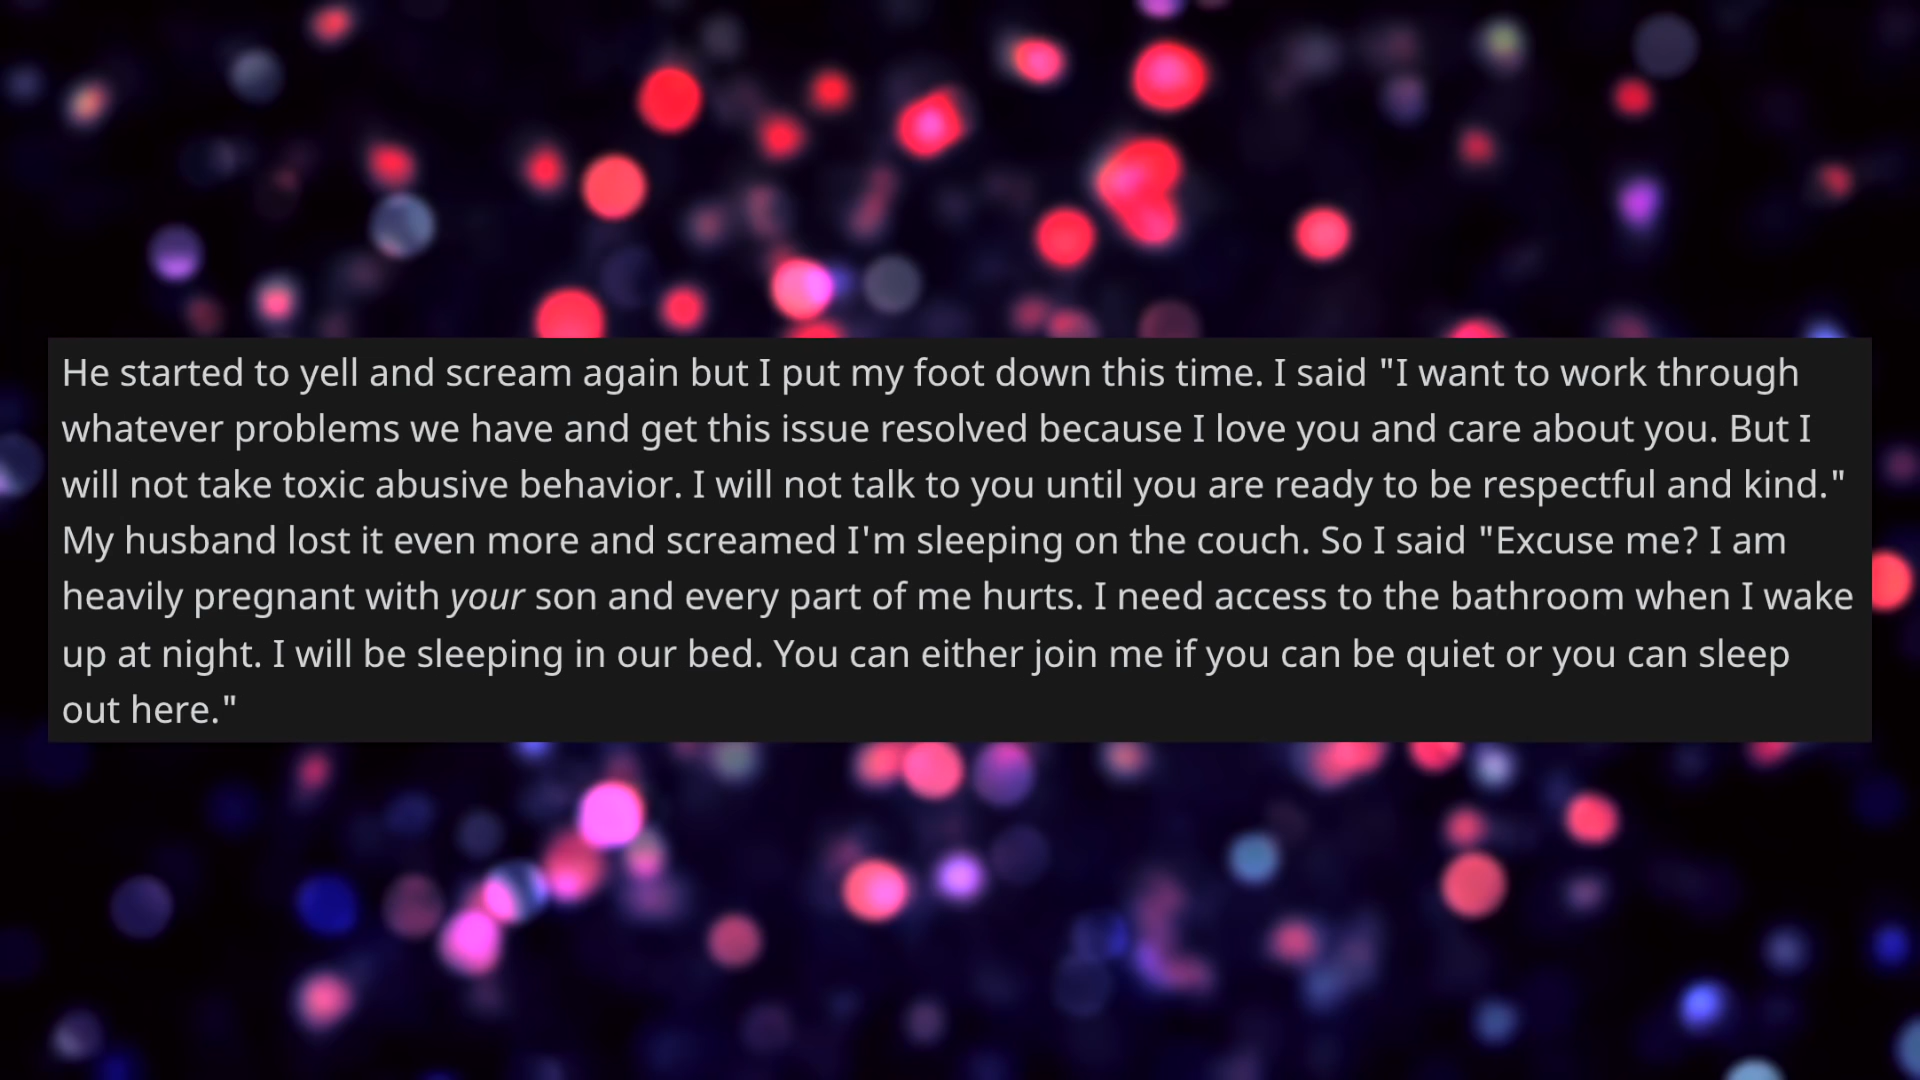 He started to yell and scream again but I put my foot down this time. I said "I want to work through
whatever problems we have and get this issue resolved because I love you and care about you. But I
will not take toxic abusive behavior. I will not talk to you until you are ready to be respectful and kind."
My husband lost it even more and screamed I'm sleeping on the couch. So I said "Excuse me? I am
heavily pregnant with your son and every part of me hurts. I need access to the bathroom when I wake
up at night. I will be sleeping in our bed. You can either join me if you can be quiet or you can sleep
out here."